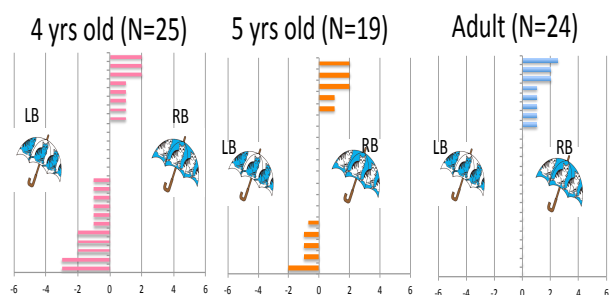 4 yrs old (N=25)
LB
RB
-6 -4 -2 0 2 4 6
5 yrs old (N=19)
LB
RB
-6 -4 -2 0 2 4 6
Adult (N=24)
LB
RB
-6 -4 -2 0 2 4 6